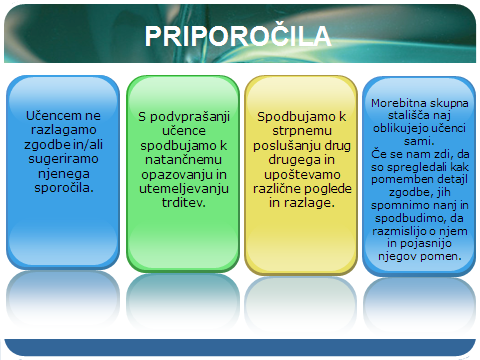 PRIPOROČILA
Učencem ne
razlagamo
zgodbe in/ali
sugeriramo
njenega
sporočila.
S podvprašanji
učence
spodbujamo k
natančnemu
opazovanju in
utemeljevanju
trditev.
Spodbujamo k
strpnemu
poslušanju drug
drugega in
upoštevamo
različne poglede
in razlage.
Morebitna skupna
stališča naj
oblikujejo učenci
sami.
Če se nam zdi, da
so spregledali kak
pomemben detajl
zgodbe, jih
spomnimo nanj in
spodbudimo, da
razmislijo o njem
in pojasnijo
njegov pomen.